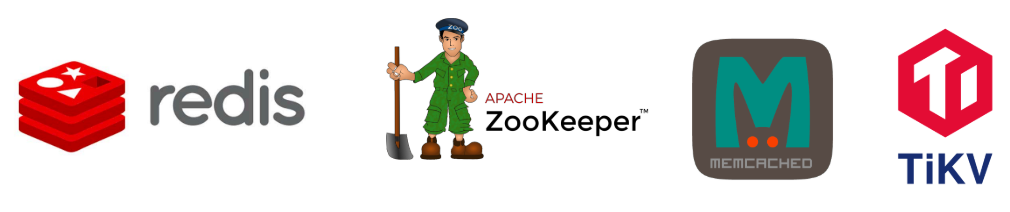 redis
ZOO
APACHE
ZooKeeper™
MEMCACHED
TiKV